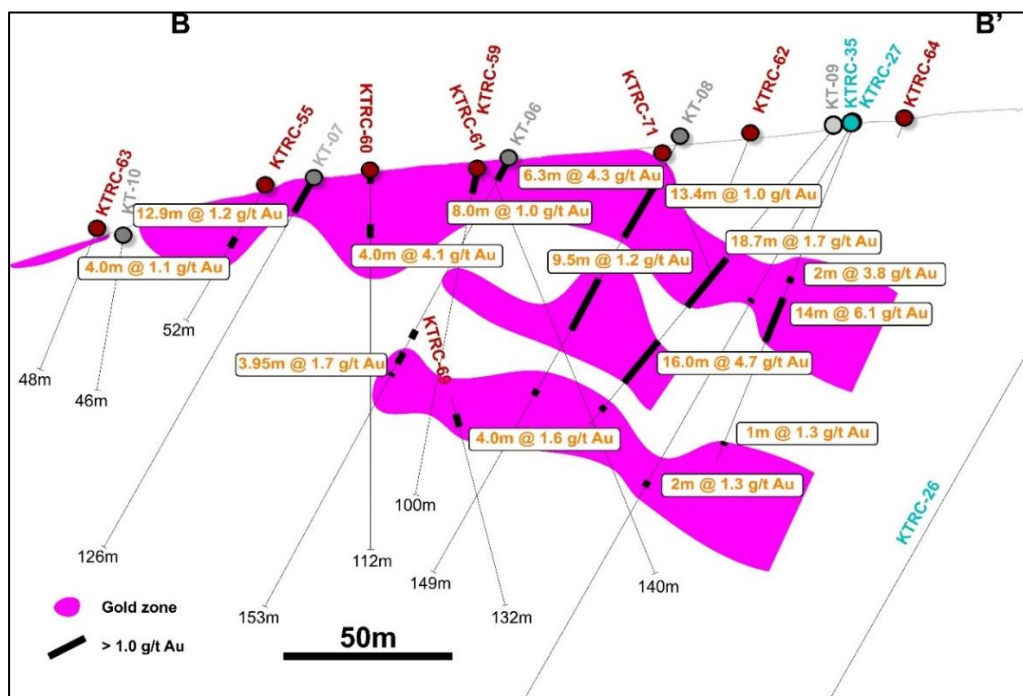 B
B'
KTRC-63
KT-10
KTRC-55
KT-07
KTRC-60
KTRC-61
KTRC-59
KT-06
KTRC-71
KT-08
KTRC-62
KT-09
KTRC-35
KTRC-27
KTRC-64
6.3m @ 4.3 g/t Au
13.4m @ 1.0 g/t Au
12.9m @ 1.2 g/t Au
8.0m @ 1.0 g/t Au
18.7m @ 1.7 g/t Au
4.0m @ 1.1 g/t Au
4.0m @ 4.1 g/t Au
9.5m @ 1.2 g/t Au
2m @ 3.8 g/t Au
14m @ 6.1 g/t Au
52m
KTRC-69
3.95m @ 1.7 g/t Au
16.0m @ 4.7 g/t Au
48m
46m
4.0m @ 1.6 g/t Au
1m @ 1.3 g/t Au
2m @ 1.3 g/t Au
100m
KTRC-26
126m
112m
149m
140m
153m
132m
Gold zone
> 1.0 g/t Au
50m